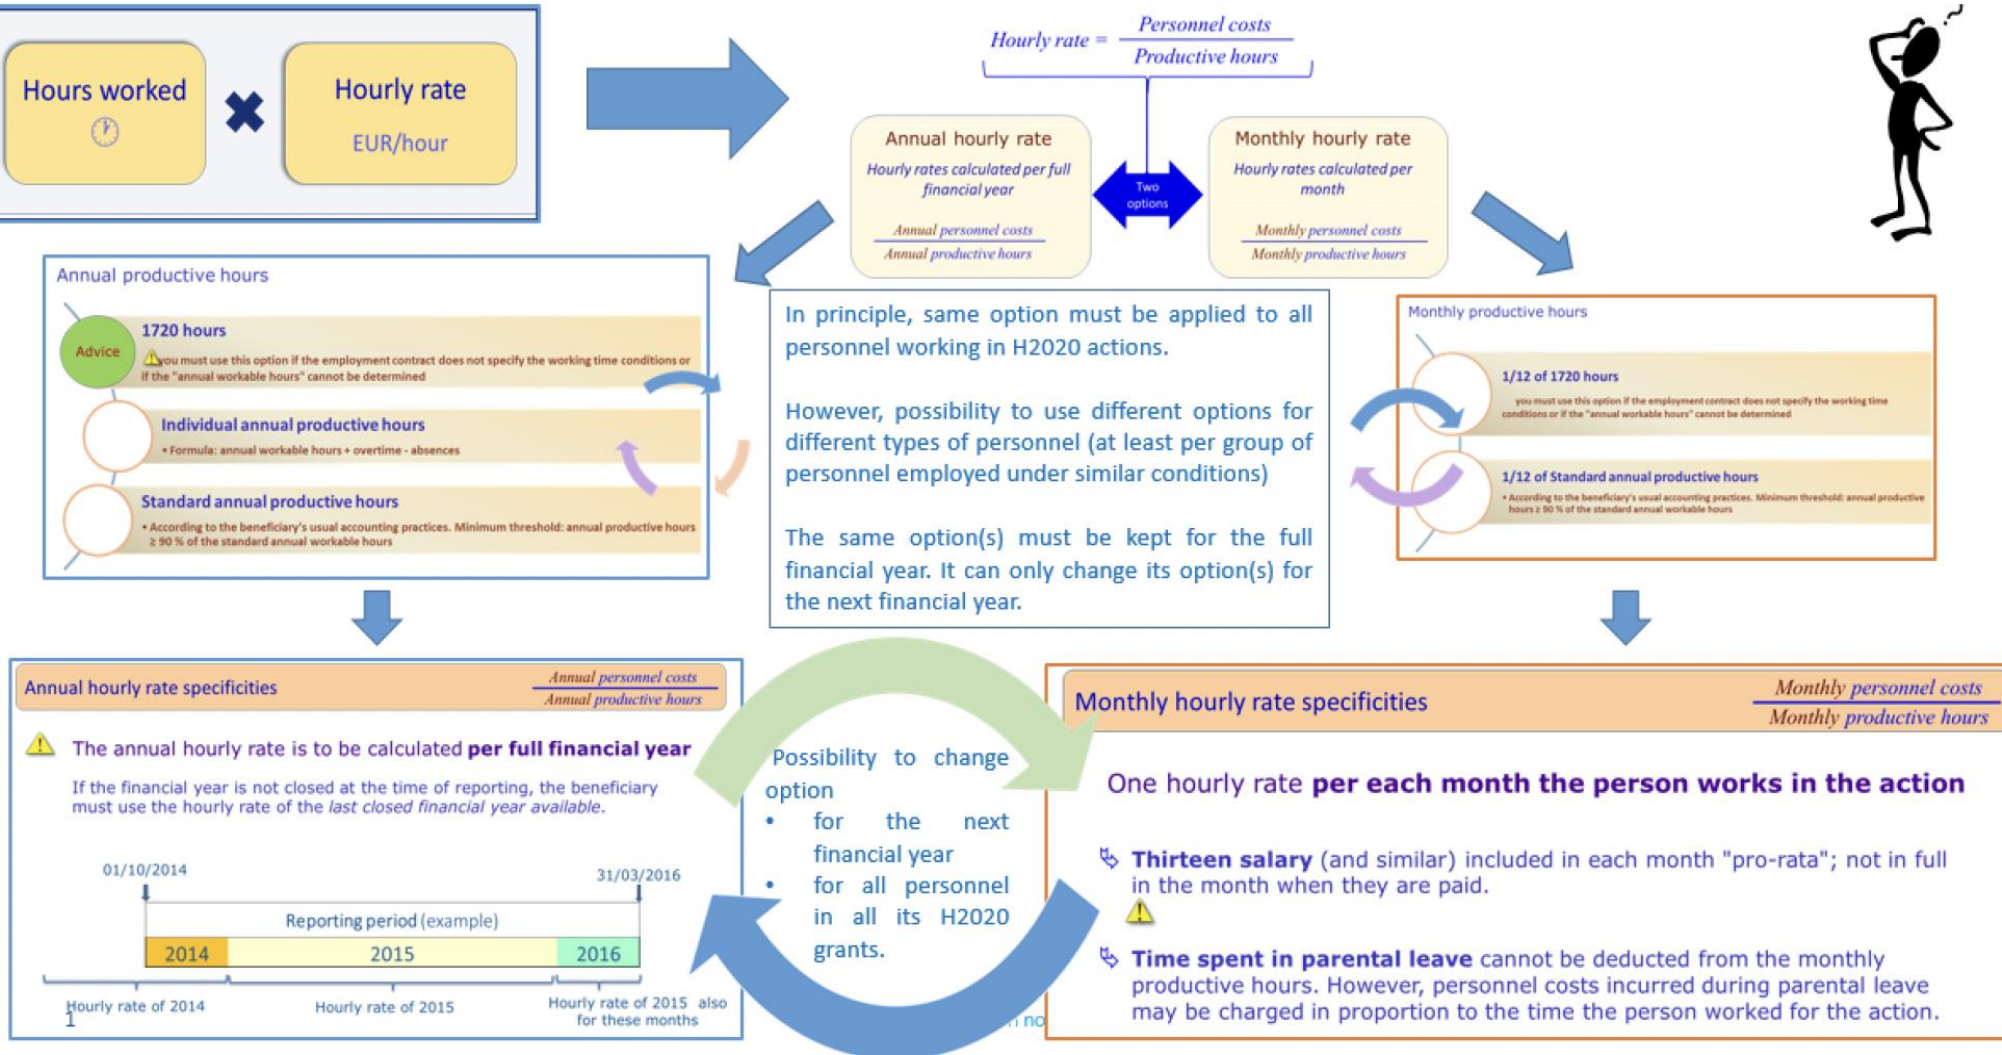 Hours worked
Hourly rate
EUR/hour
Hourly rate =
Personnel costs
Productive hours
Annual hourly rate
Hourly rates calculated per full
financial year
Annual personnel costs
Annual productive hours
Two
options
Monthly hourly rate
Hourly rates calculated per
month
Monthly personnel costs
Monthly productive hours
Annual productive hours
Advice
1720 hours
you must use this option if the employment contract does not specify the working time conditions or
if the "annual workable hours" cannot be determined
Individual annual productive hours
• Formula: annual workable hours + overtime - absences
Standard annual productive hours
• According to the beneficiary's usual accounting practices. Minimum threshold: annual productive hours
≥ 90 % of the standard annual workable hours
In principle, same option must be applied to all
personnel working in H2020 actions.
However, possibility to use different options for
different types of personnel (at least per group of
personnel employed under similar conditions)
The same option(s) must be kept for the full
financial year. It can only change its option(s) for
the next financial year.
Monthly productive hours
1/12 of 1720 hours
you must use this option if the employment contract does not specify the working time
conditions or if the "annual workable hours" cannot be determined
1/12 of Standard annual productive hours
• According to the beneficiary's usual accounting practices. Minimum threshold: annual productive
hours ≥ 90 % of the standard annual workable hours
Annual hourly rate specificities
Annual personnel costs
Annual productive hours
The annual hourly rate is to be calculated per full financial year
If the financial year is not closed at the time of reporting, the beneficiary
must use the hourly rate of the last closed financial year available.
01/10/2014
31/03/2016
Reporting period (example)
2014
2015
2016
Hourly rate of 2014
Hourly rate of 2015
Hourly rate of 2015 also
for these months
1
Possibility to change
option
• for the next
financial year
• for all personnel
in all its H2020
grants.
Monthly hourly rate specificities
Monthly personnel costs
Monthly productive hours
One hourly rate per each month the person works in the action
Thirteen salary (and similar) included in each month "pro-rata"; not in full
in the month when they are paid.
Time spent in parental leave cannot be deducted from the monthly
productive hours. However, personnel costs incurred during parental leave
may be charged in proportion to the time the person worked for the action.